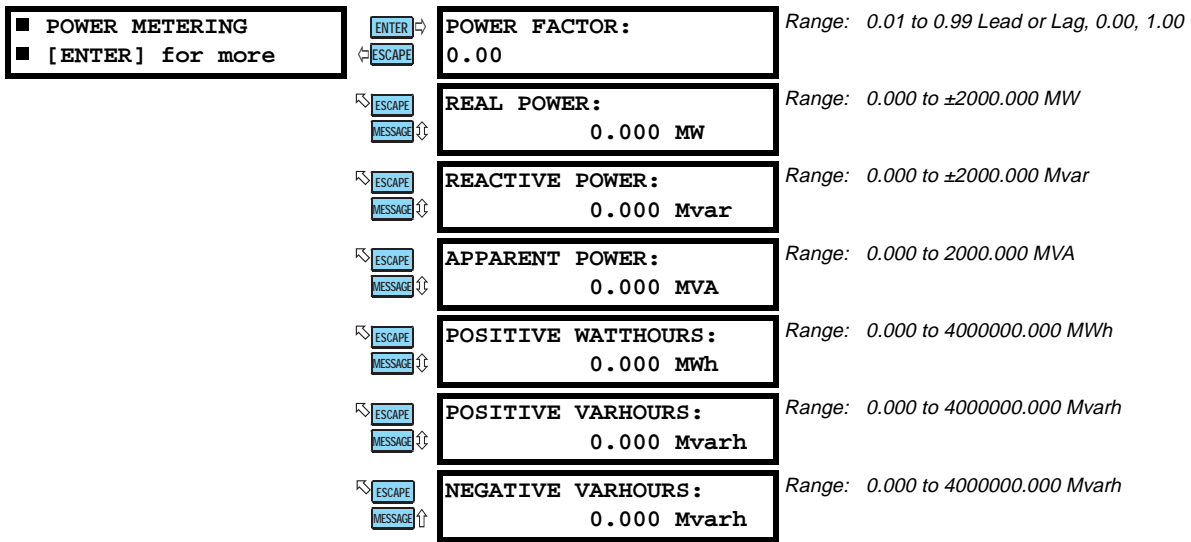 ■ POWER METERING
■ [ENTER] for more
ENTER
ESCAPE
POWER FACTOR:
0.00
Range: 0.01 to 0.99 Lead or Lag, 0.00, 1.00
ESCAPE
MESSAGE
REAL POWER:
0.000 MW
Range: 0.000 to ±2000.000 MW
ESCAPE
MESSAGE
REACTIVE POWER:
0.000 Mvar
Range: 0.000 to ±2000.000 Mvar
ESCAPE
MESSAGE
APPARENT POWER:
0.000 MVA
Range: 0.000 to 2000.000 MVA
ESCAPE
MESSAGE
POSITIVE WATTHOURS:
0.000 MWh
Range: 0.000 to 4000000.000 MWh
ESCAPE
MESSAGE
POSITIVE VARHOURS:
0.000 Mvarh
Range: 0.000 to 4000000.000 Mvarh
ESCAPE
MESSAGE
NEGATIVE VARHOURS:
0.000 Mvarh
Range: 0.000 to 4000000.000 Mvarh